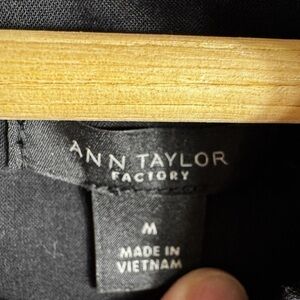 ANN TAYLOR
FACTORY
M
MADE IN
VIETNAM